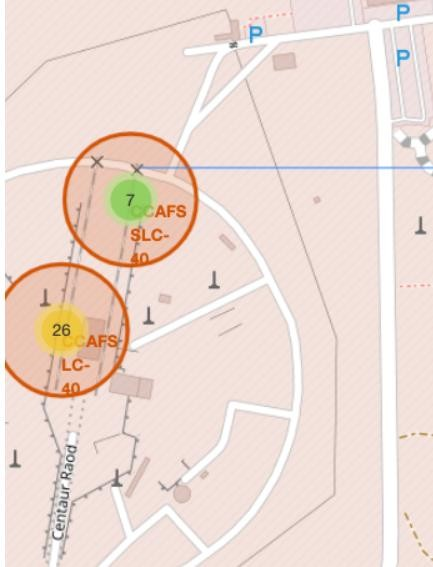 P
P
P
7
CCAFS
SLC-
40
26
CCAFS
LC-
40
Centaur Raod